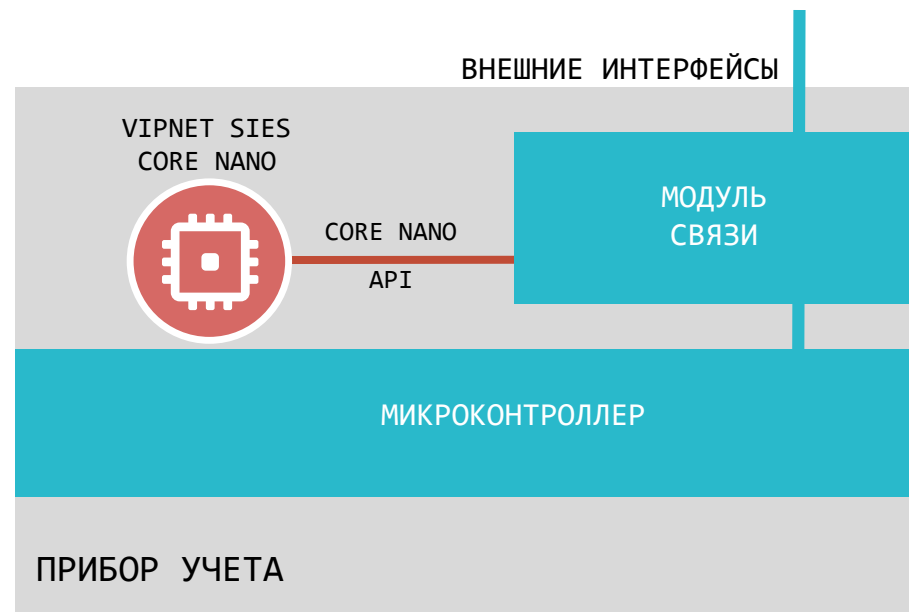 ВНЕШНИЕ ИНТЕРФЕЙСЫ
VIPNET SIES
CORE NANO
CORE NANO
API
МОДУЛЬ
СВЯЗИ
МИКРОКОНТРОЛЛЕР
ПРИБОР УЧЕТА